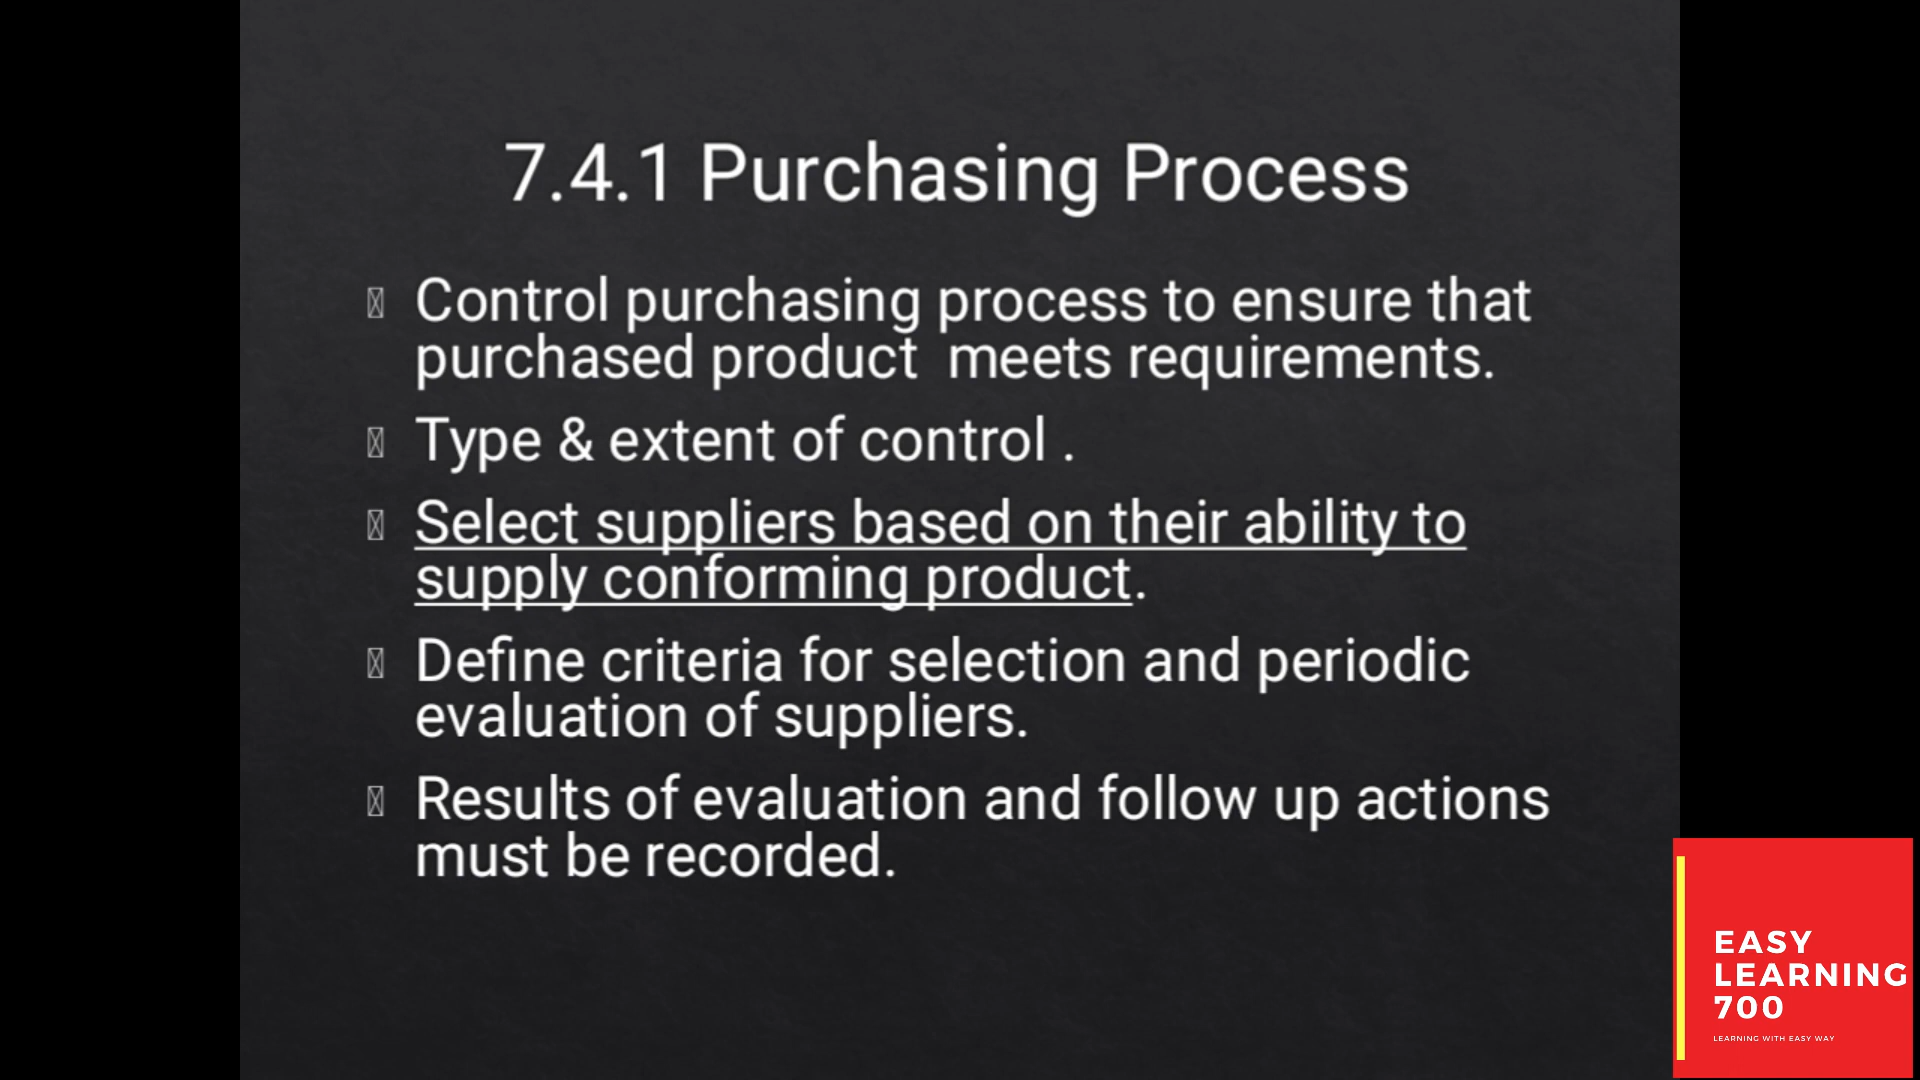 7.4.1 Purchasing Process
Control purchasing process to ensure that
purchased product  meets requirements.
Type & extent of control .
Select suppliers based on their ability to
supply conforming product.
Define criteria for selection and periodic
evaluation of suppliers.
Results of evaluation and follow up actions
must be recorded.
EASY
LEARNING
700
LEARNING WITH EASY WAY